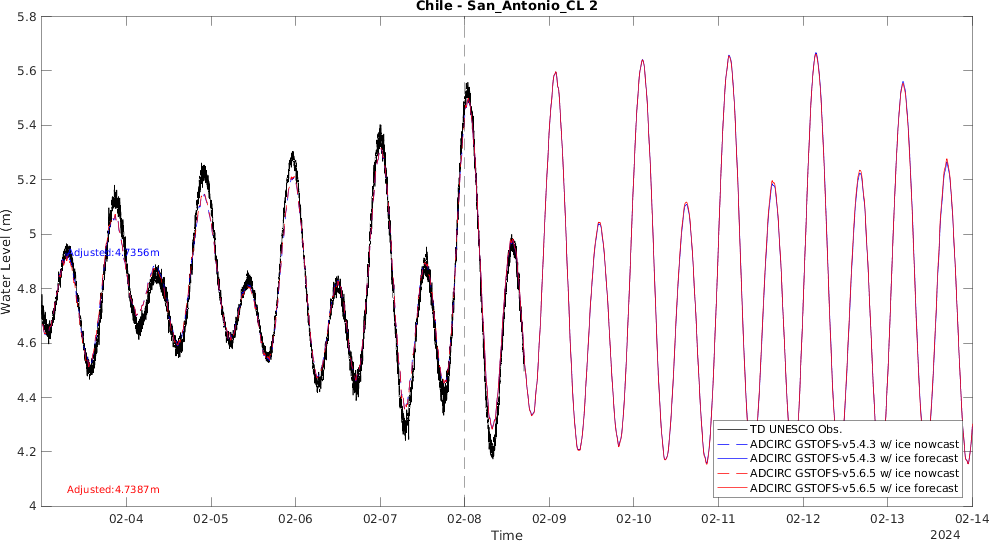 Chile - San_Antonio_CL 2
5.8
5.6
5.4
5.2
5
4.8
4.6
4.4
4.2
4
Water Level (m)
Adjusted:4.7356m
Adjusted:4.7387m
TD UNESCO Obs.
ADCIRC GSTOFS-v5.4.3 w/ ice nowcast
ADCIRC GSTOFS-v5.4.3 w/ ice forecast
ADCIRC GSTOFS-v5.6.5 w/ ice nowcast
ADCIRC GSTOFS-v5.6.5 w/ ice forecast
02-04 02-05 02-06 02-07 02-08 02-09 02-10 02-11 02-12 02-13 02-14
Time
2024